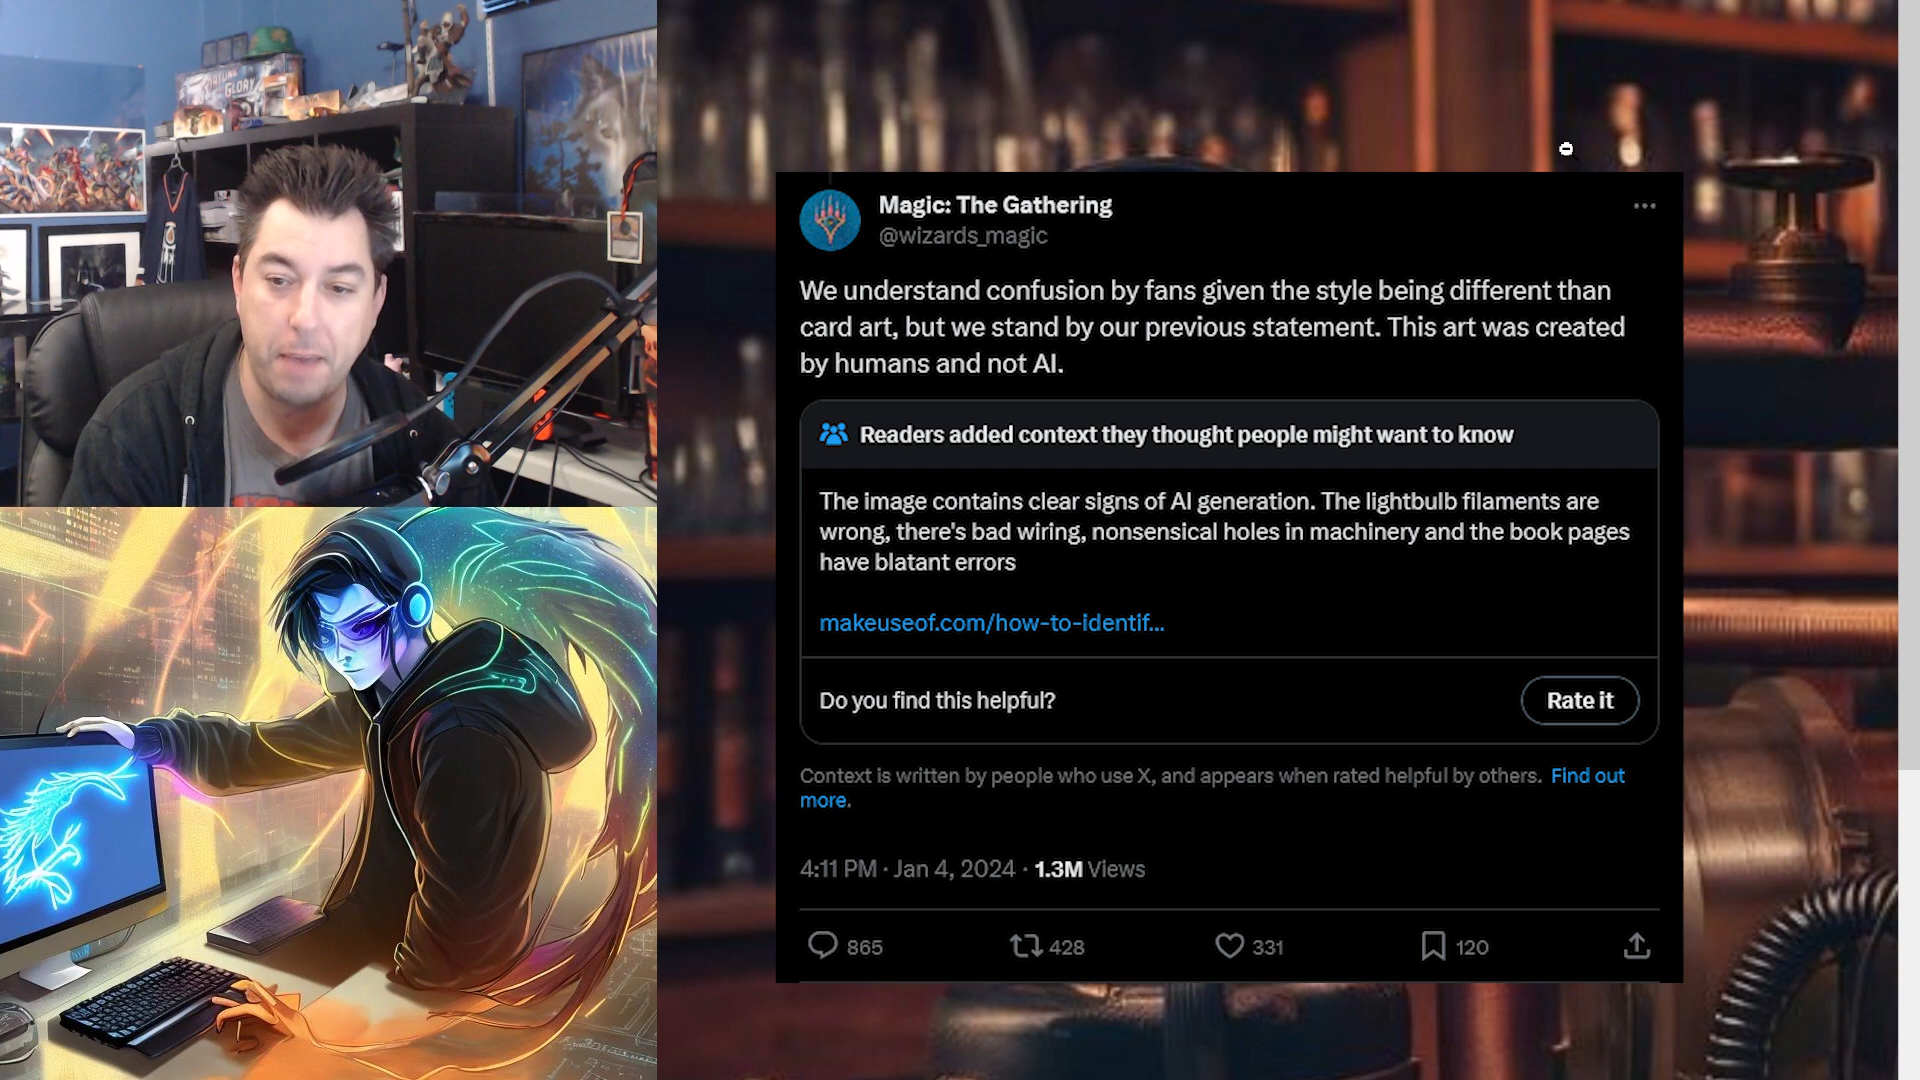 FORTUNE
GLORY
Magic: The Gathering
@wizards_magic
We understand confusion by fans given the style being different than
card art, but we stand by our previous statement. This art was created
by humans and not AI.
Readers added context they thought people might want to know
The image contains clear signs of AI generation. The lightbulb filaments are
wrong, there's bad wiring, nonsensical holes in machinery and the book pages
have blatant errors
makeuseof.com/how-to-identif...
Do you find this helpful?
Rate it
Context is written by people who use X, and appears when rated helpful by others. Find out
more.
4:11 PM · Jan 4, 2024 · 1.3M Views
865
428
331
120